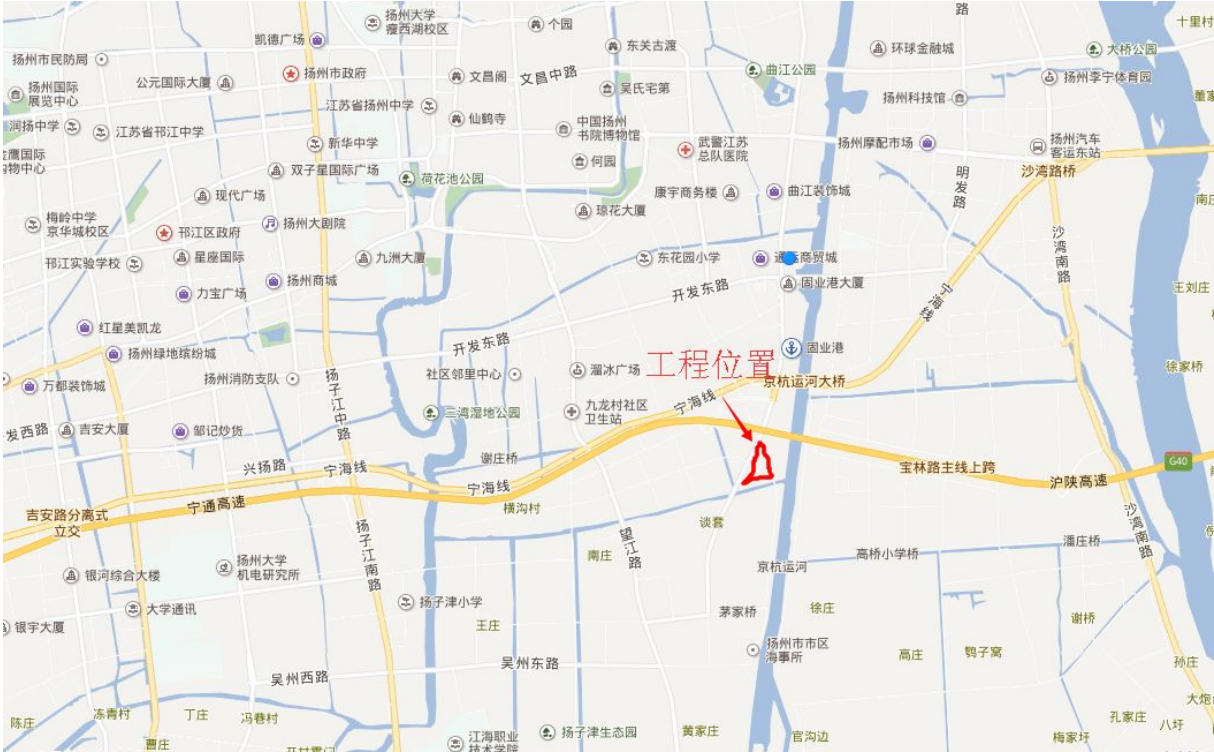 扬州大学
瘦西湖校区
个园
路
十里村
凯德广场
东关古渡
环球金融城
大桥公园
扬州市民防局
扬州市政府
文昌阁
文昌中路
曲江公园
扬州李宁体育园
公元国际大厦
扬州国际
展览中心
吴氏宅第
扬州科技馆
江苏省扬州中学
仙鹤寺
中国扬州
书院博物馆
润扬中心
江苏省邗江中学
新华中学
武警江苏
总队医院
扬州摩配市场
扬州汽车
客运东站
何园
双子星国际广场
荷花池公园
明发路
沙湾路桥
现代广场
康宇商务楼
曲江装饰城
梅岭中学
京华城校区
扬州大剧院
琼花大厦
邗江区政府
沙湾南路
邗江实验学校
星座国际
九洲大厦
东花园小学
商贸城
扬州商城
力宝广场
开发东路
固业港大厦
王刘庄
宁海线
红星美凯龙
开发东路
固业港
扬州绿地缤纷城
工程位置
徐家桥
扬州消防支队
社区邻里中心
溜冰广场
京杭运河大桥
万都装饰城
扬子江中路
三湾湿地公园
九龙村社区
卫生站
宁海线
发西路
吉安大厦
邹记炒货
谢庄桥
兴扬路
宁海线
宝林路主线上跨
G40
沪陕高速
宁海线
宁通高速
横沟村
吉安路分离式
立交
谈套
沙湾南路
扬子江南路
望江路
南庄
高桥小学桥
潘庄桥
扬州大学
机电研究所
京杭运河
银河综合大楼
扬子津小学
大学通讯
茅家桥
徐庄
谢桥
银宇大厦
王庄
扬州市市区
海事所
高庄
鹗子窝
吴州东路
孙庄
吴州西路
陈庄
冻青村
丁庄
冯巷村
孔家庄
八圩
曹庄
江海职业
技术学院
扬子津生态园
黄家庄
官沟边
梅家圩